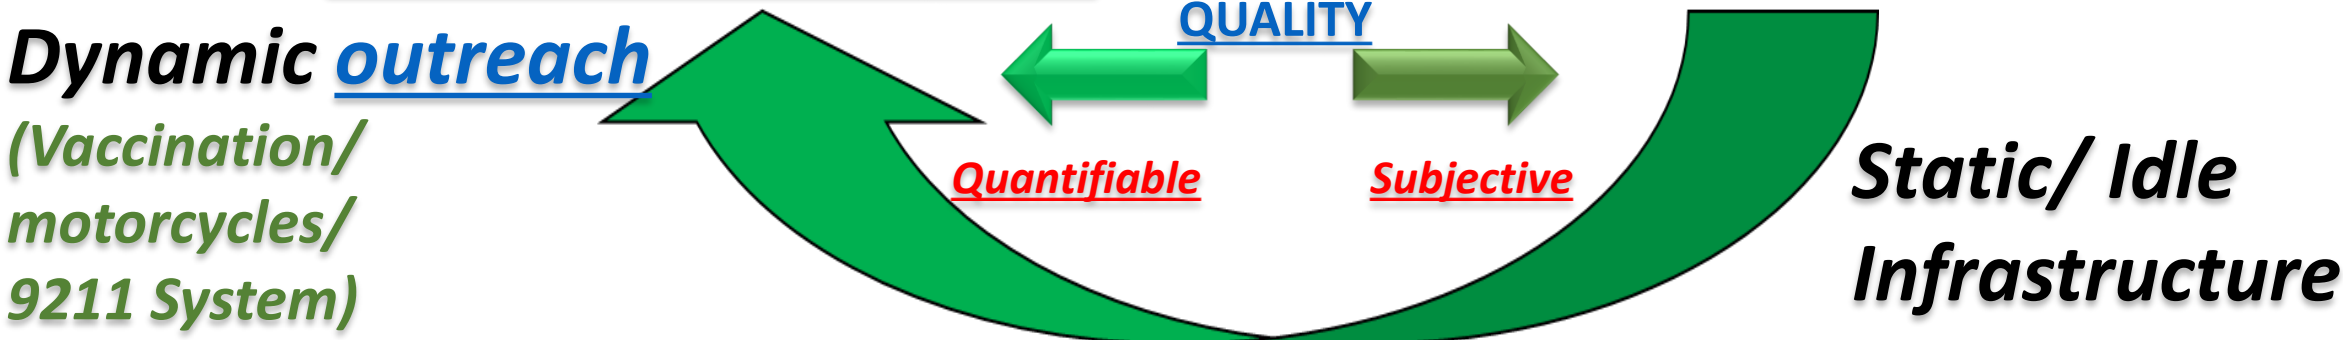 QUALITY
Dynamic outreach
(Vaccination/
motorcycles/
9211 System)
Quantifiable
Subjective
Static/ Idle
Infrastructure